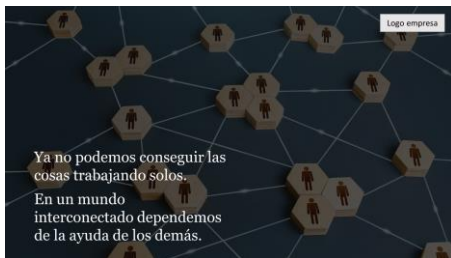 Logo empresa
Ya no podemos conseguir las
cosas trabajando solos.
En un mundo
interconectado dependemos
de la ayuda de los demás.